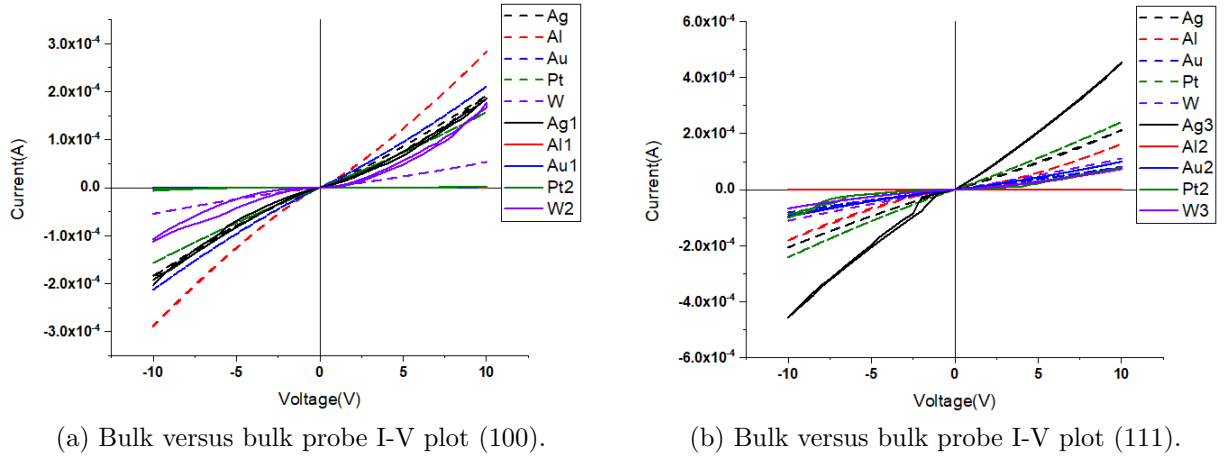 3.0x10⁻⁴
2.0x10⁻⁴
1.0x10⁻⁴
0.0
-1.0x10⁻⁴
-2.0x10⁻⁴
-3.0x10⁻⁴
Current(A)
-10 -5 0 5 10
Voltage(V)
Ag
Al
Au
Pt
W
Ag1
Al1
Au1
Pt2
W2
(a) Bulk versus bulk probe I-V plot (100).
6.0x10⁻⁴
4.0x10⁻⁴
2.0x10⁻⁴
0.0
-2.0x10⁻⁴
-4.0x10⁻⁴
-6.0x10⁻⁴
Current(A)
-10 -5 0 5 10
Voltage(V)
Ag
Al
Au
Pt
W
Ag3
Al2
Au2
Pt2
W3
(b) Bulk versus bulk probe I-V plot (111).